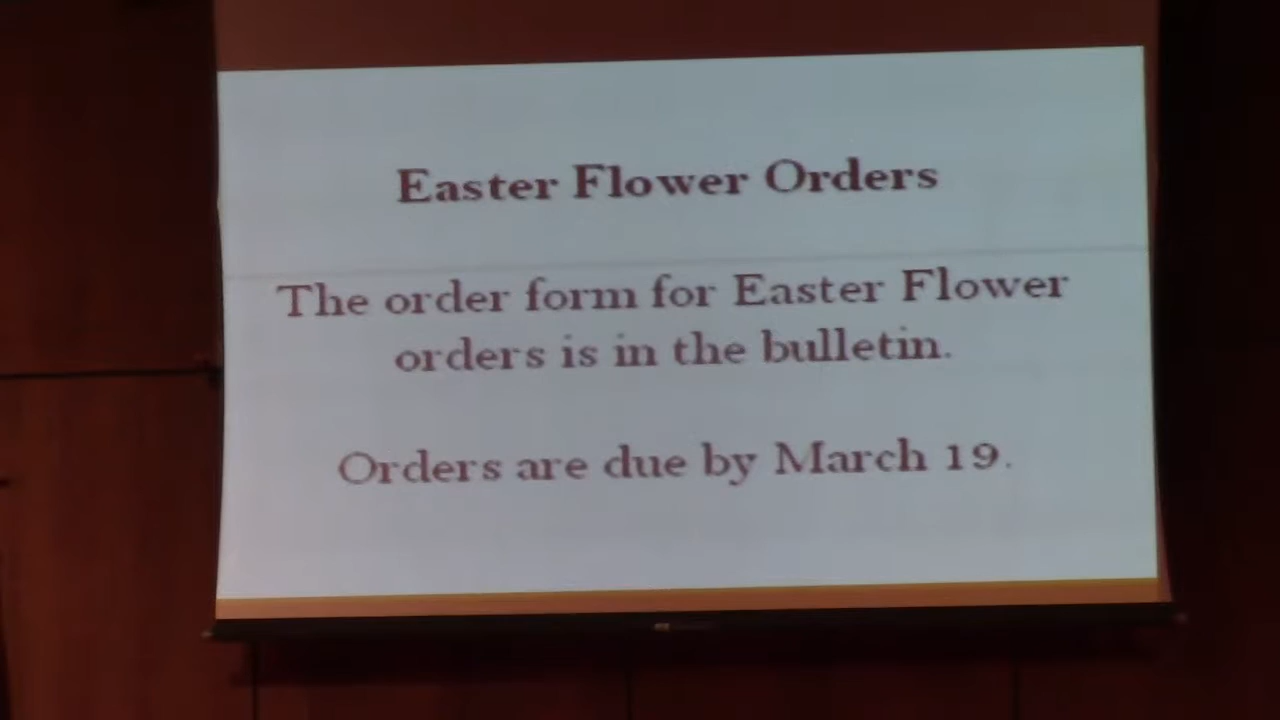 Easter Flower Orders
The order form for Easter Flower
orders is in the bulletin.
Orders are due by March 19.